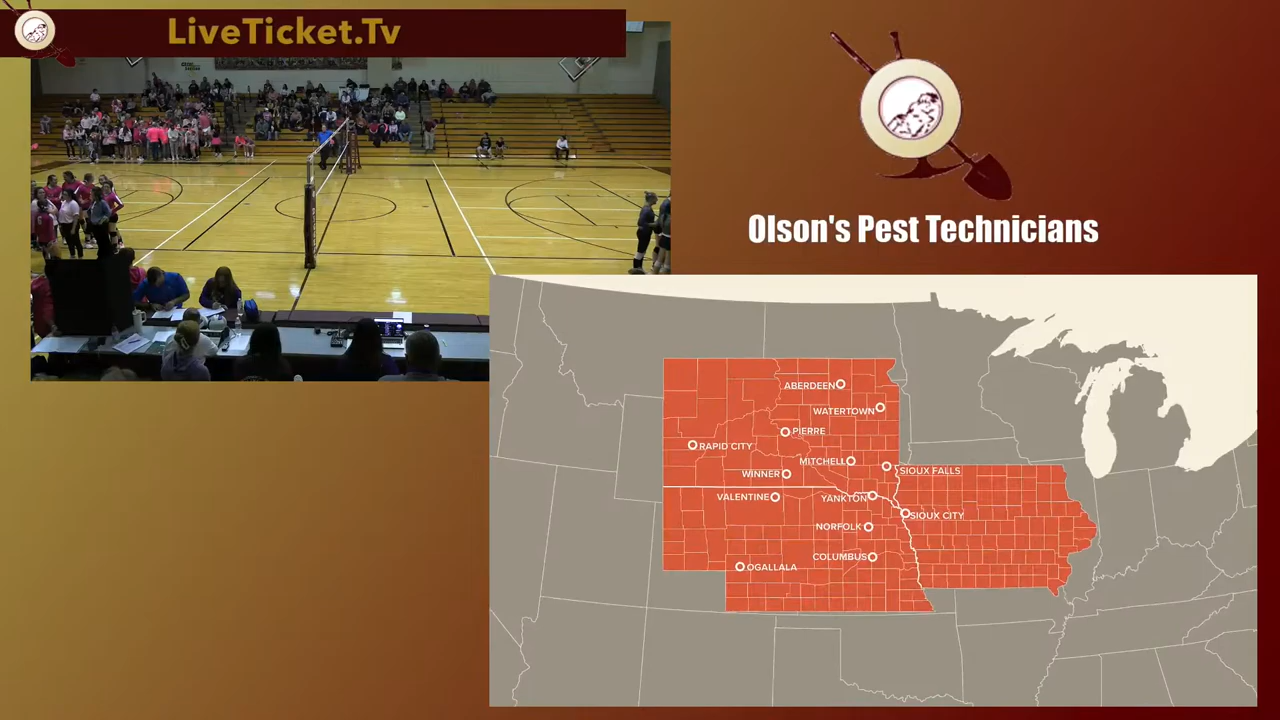 LiveTicket.Tv
Olson's Pest Technicians
ABERDEEN
WATERTOWN
PIERRE
RAPID CITY
MITCHELL
SIOUX FALLS
WINNER
VALENTINE
YANKTON
SIOUX CITY
NORFOLK
COLUMBUS
OGALLALA